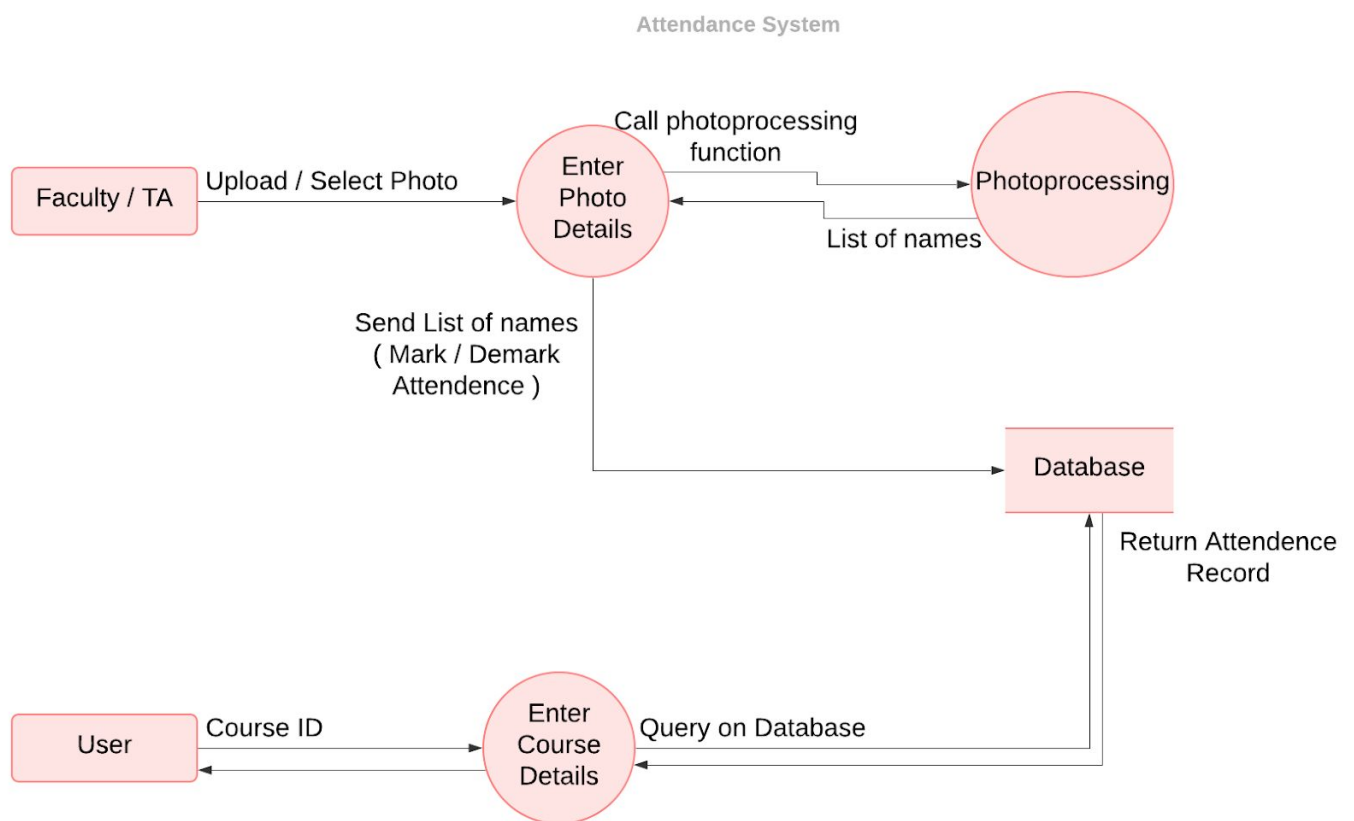 Attendance System
Call photoprocessing
function
Enter
Photo
Details
Faculty / TA
Upload / Select Photo
Photoprocessing
List of names
Send List of names
( Mark / Demark
Attendence )
Database
Return Attendence
Record
User
Course ID
Enter
Course
Details
Query on Database